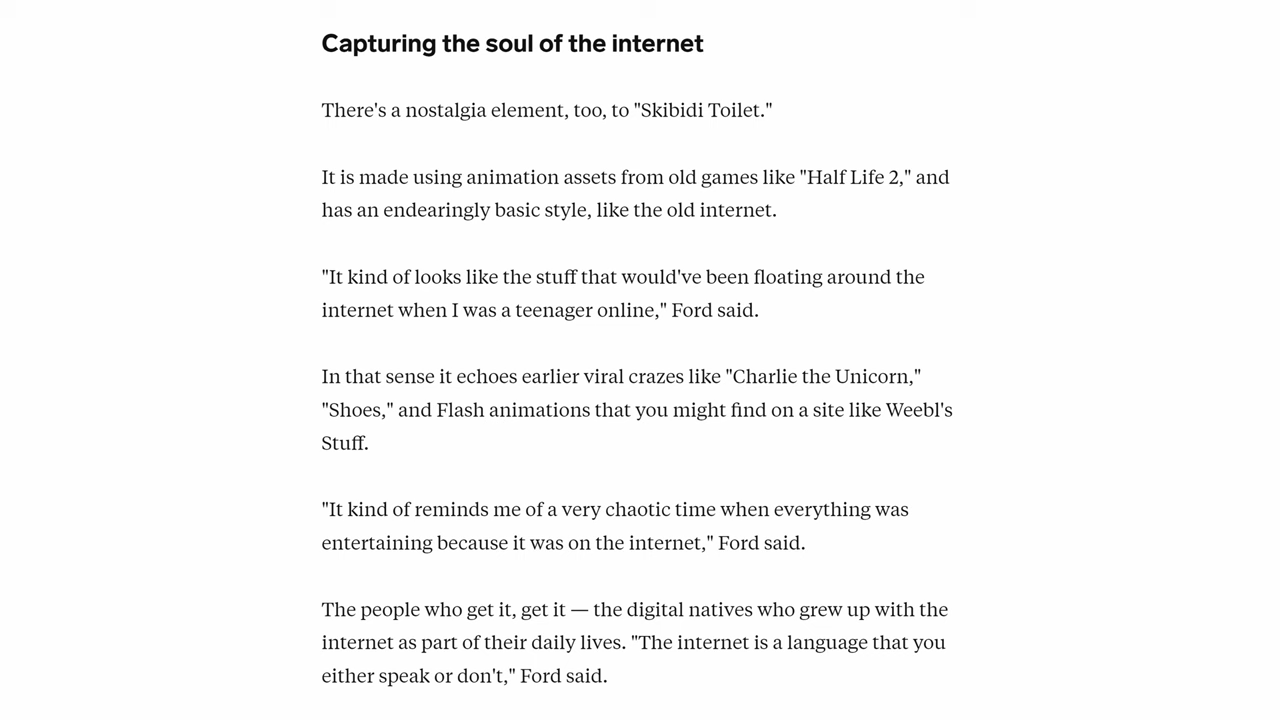 Capturing the soul of the internet
There's a nostalgia element, too, to "Skibidi Toilet."
It is made using animation assets from old games like "Half Life 2," and
has an endearingly basic style, like the old internet.
"It kind of looks like the stuff that would've been floating around the
internet when I was a teenager online," Ford said.
In that sense it echoes earlier viral crazes like "Charlie the Unicorn,"
"Shoes," and Flash animations that you might find on a site like Weebl's
Stuff.
"It kind of reminds me of a very chaotic time when everything was
entertaining because it was on the internet," Ford said.
The people who get it, get it — the digital natives who grew up with the
internet as part of their daily lives. "The internet is a language that you
either speak or don't," Ford said.